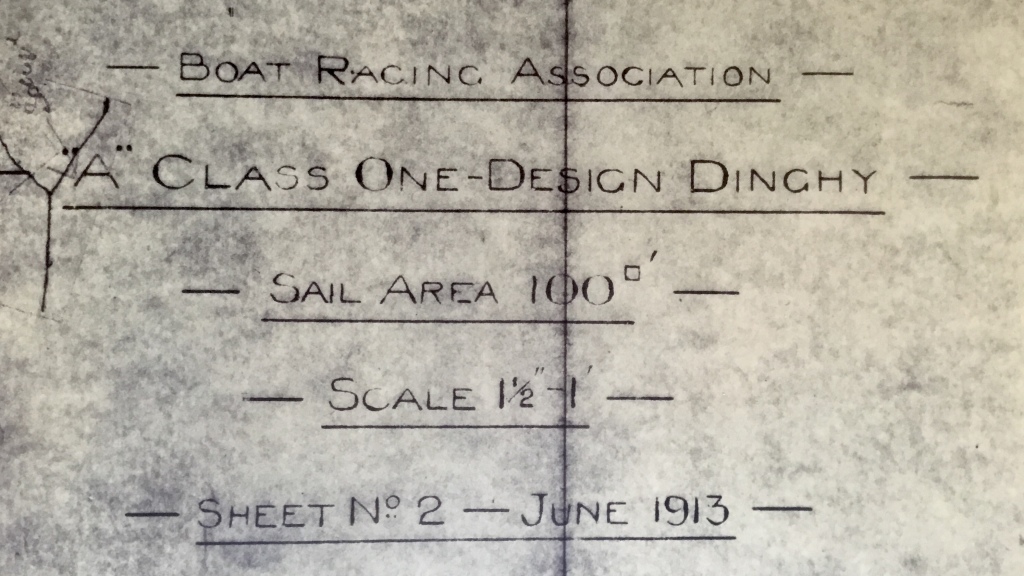 — BOAT RACING ASSOCIATION —
"A" CLASS ONE-DESIGN DINGHY —
— SAIL AREA 100□' —
— SCALE 1½"-1' —
— SHEET Nº 2 — JUNE 1913 —